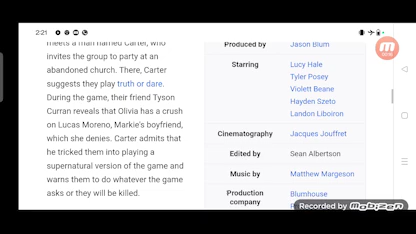 2:21
meets a man named Carter, who
invites the group to party at an
abandoned church. There, Carter
suggests they play truth or dare.
During the game, their friend Tyson
Curran reveals that Olivia has a crush
on Lucas Moreno, Markie's boyfriend,
which she denies. Carter admits that
he tricked them into playing a
supernatural version of the game and
warns them to do whatever the game
asks or they will be killed.
Produced by Jason Blum
Starring Lucy Hale
Tyler Posey
Violett Beane
Hayden Szeto
Landon Liboiron
Cinematography Jacques Jouffret
Edited by Sean Albertson
Music by Matthew Margeson
Production Blumhouse
company
Recorded by Mobizen